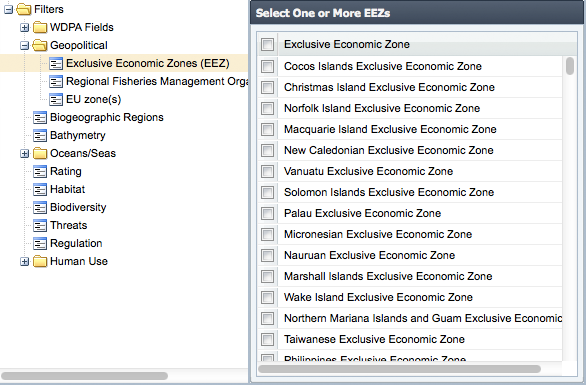 Filters
WDPA Fields
Geopolitical
Exclusive Economic Zones (EEZ)
Regional Fisheries Management Orga
EU zone(s)
Biogeographic Regions
Bathymetry
Oceans/Seas
Rating
Habitat
Biodiversity
Threats
Regulation
Human Use
Select One or More EEZs
Exclusive Economic Zone
Cocos Islands Exclusive Economic Zone
Christmas Island Exclusive Economic Zone
Norfolk Island Exclusive Economic Zone
Macquarie Island Exclusive Economic Zone
New Caledonian Exclusive Economic Zone
Vanuatu Exclusive Economic Zone
Solomon Islands Exclusive Economic Zone
Palau Exclusive Economic Zone
Micronesian Exclusive Economic Zone
Nauruan Exclusive Economic Zone
Marshall Islands Exclusive Economic Zone
Wake Island Exclusive Economic Zone
Northern Mariana Islands and Guam Exclusive Economic
Taiwanese Exclusive Economic Zone
Philippines Exclusive Economic Zone